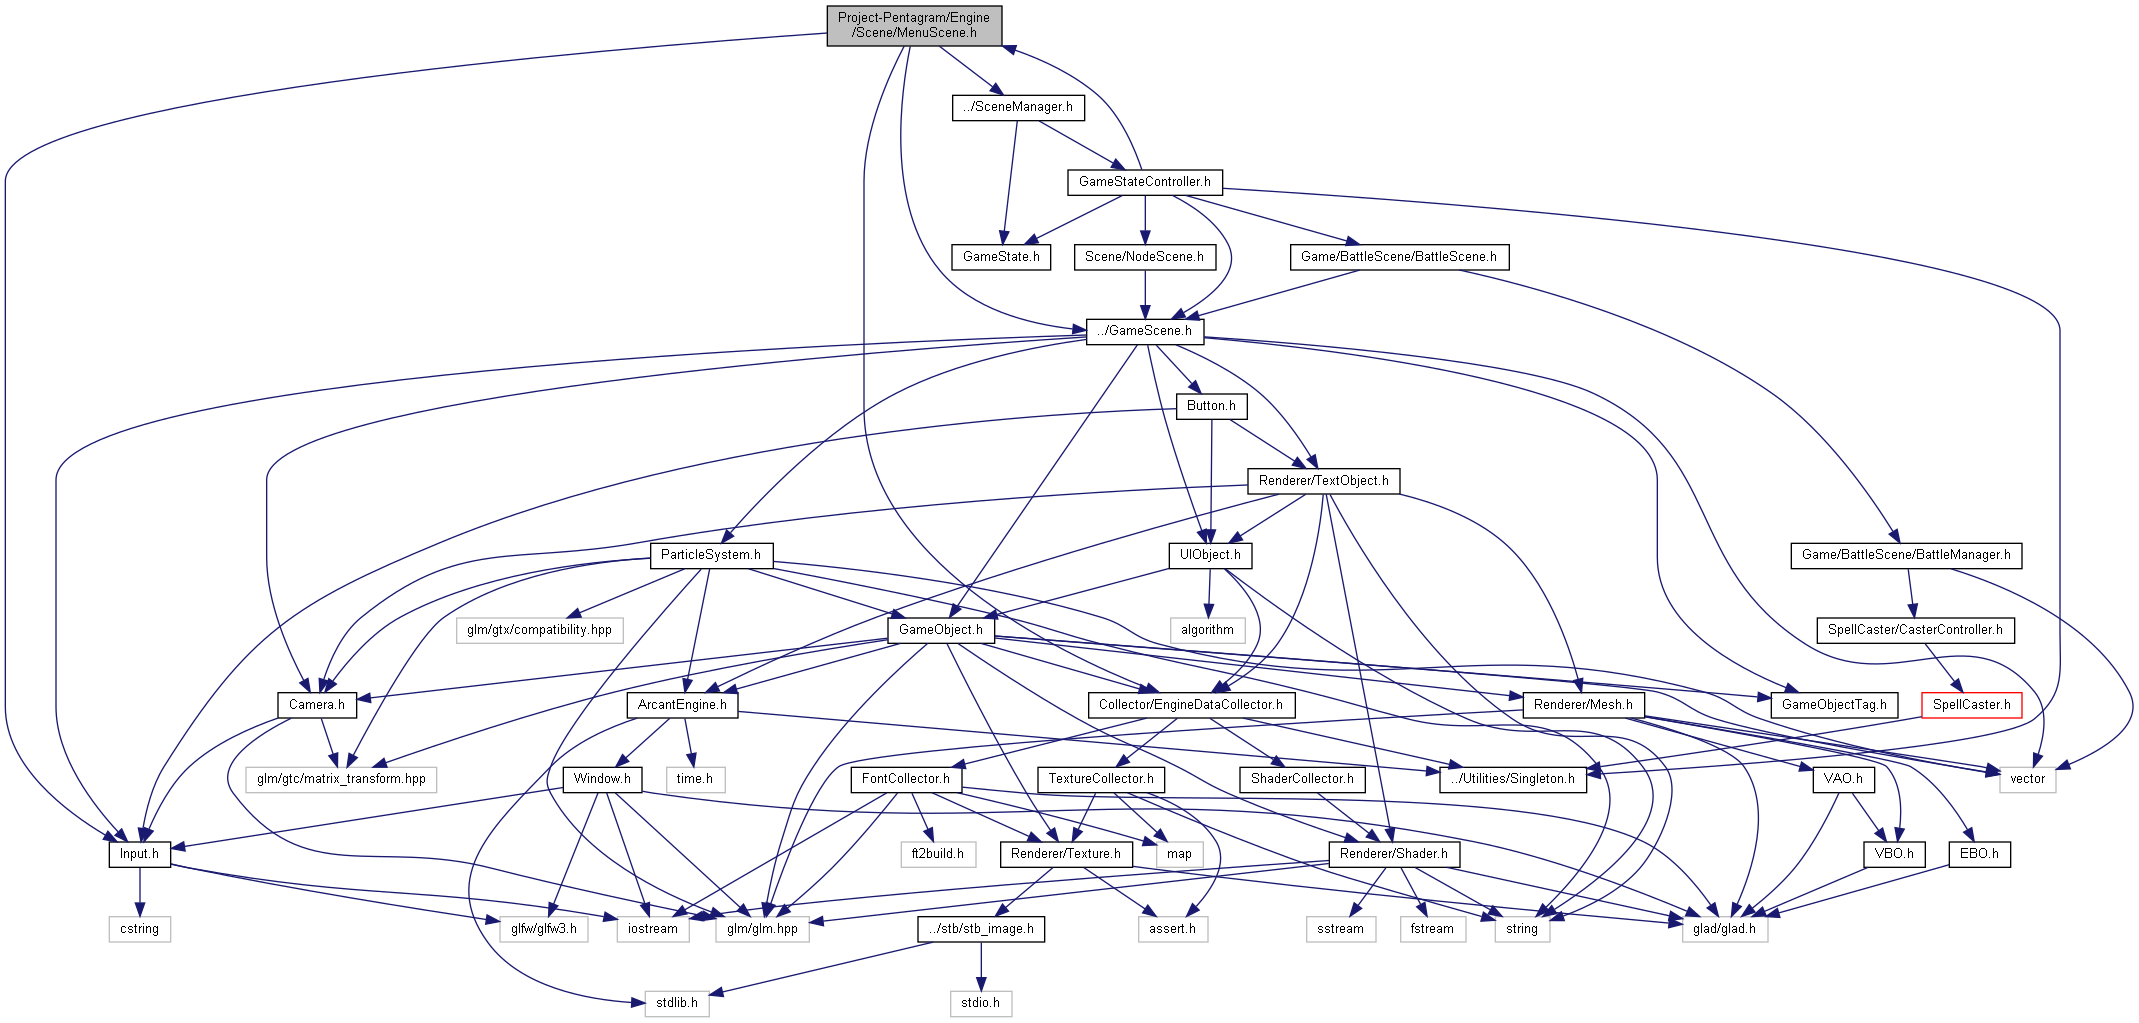 Project-Pentagram/Engine
/Scene/MenuScene.h
../SceneManager.h
GameStateController.h
GameState.h
Scene/NodeScene.h
Game/BattleScene/BattleScene.h
../GameScene.h
Button.h
Renderer/TextObject.h
ParticleSystem.h
UIObject.h
Game/BattleScene/BattleManager.h
glm/gtx/compatibility.hpp
GameObject.h
algorithm
SpellCaster/CasterController.h
Camera.h
ArcantEngine.h
Collector/EngineDataCollector.h
Renderer/Mesh.h
GameObjectTag.h
SpellCaster.h
glm/gtc/matrix_transform.hpp
Window.h
time.h
FontCollector.h
TextureCollector.h
ShaderCollector.h
../Utilities/Singleton.h
VAO.h
vector
Input.h
ft2build.h
Renderer/Texture.h
map
Renderer/Shader.h
VBO.h
EBO.h
cstring
glfw/glfw3.h
iostream
glm/glm.hpp
../stb/stb_image.h
assert.h
sstream
fstream
string
glad/glad.h
stdlib.h
stdio.h